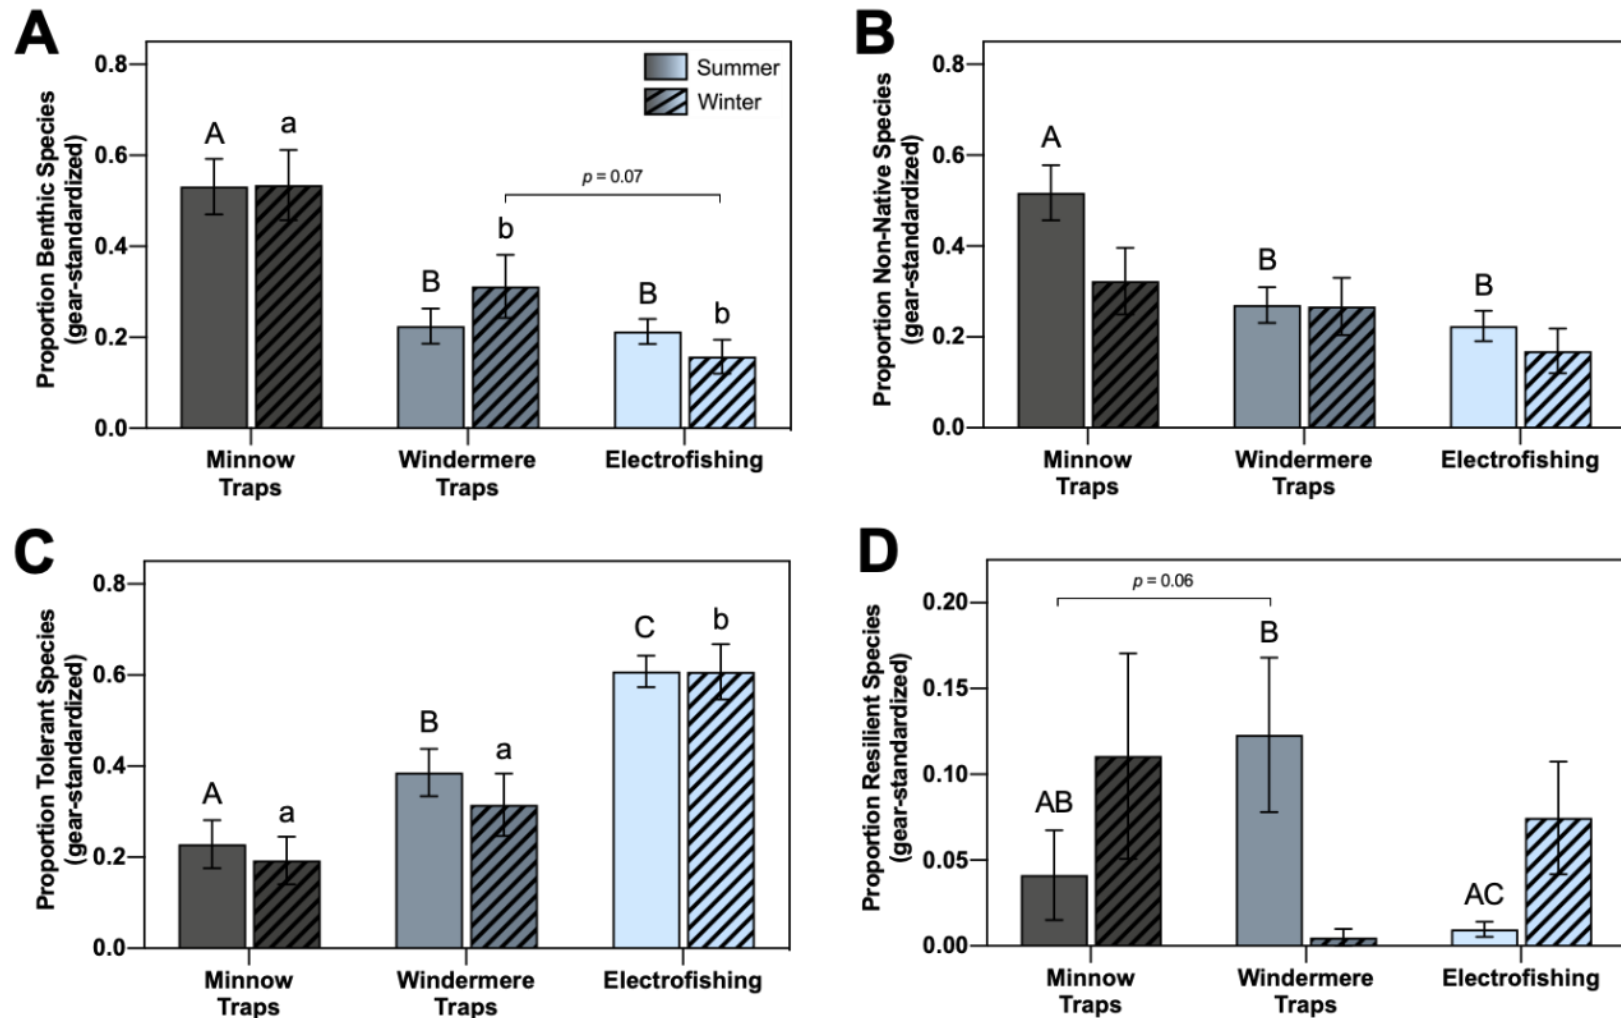 A
Proportion Benthic Species
(gear-standardized)
0.8
0.6
0.4
0.2
0.0
Summer
Winter
A
a
B
b
B
b
p = 0.07
Minnow
Traps
Windermere
Traps
Electrofishing
B
Proportion Non-Native Species
(gear-standardized)
0.8
0.6
0.4
0.2
0.0
A
B
B
Minnow
Traps
Windermere
Traps
Electrofishing
C
Proportion Tolerant Species
(gear-standardized)
0.8
0.6
0.4
0.2
0.0
A
a
B
a
C
b
Minnow
Traps
Windermere
Traps
Electrofishing
D
Proportion Resilient Species
(gear-standardized)
0.20
0.15
0.10
0.05
0.00
p = 0.06
AB
B
AC
Minnow
Traps
Windermere
Traps
Electrofishing